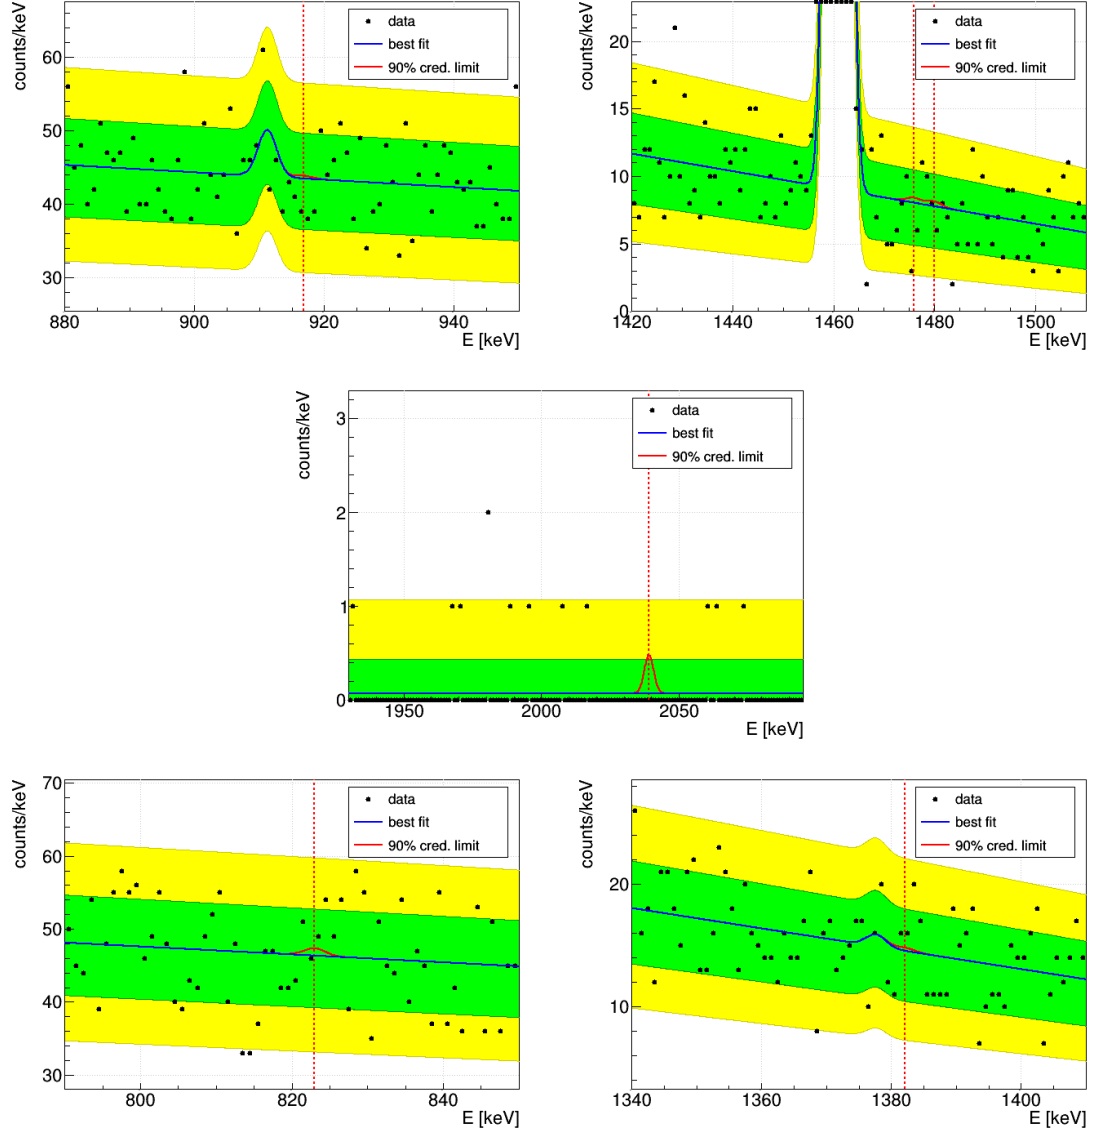 counts/keV
data
best fit
90% cred. limit
60
50
40
30
880 900 920 940
E [keV]
counts/keV
data
best fit
90% cred. limit
20
15
10
5
0
1420 1440 1460 1480 1500
E [keV]
counts/keV
data
best fit
90% cred. limit
3
2
1
0
1950 2000 2050
E [keV]
counts/keV
data
best fit
90% cred. limit
70
60
50
40
30
800 820 840
E [keV]
counts/keV
data
best fit
90% cred. limit
20
10
1340 1360 1380 1400
E [keV]